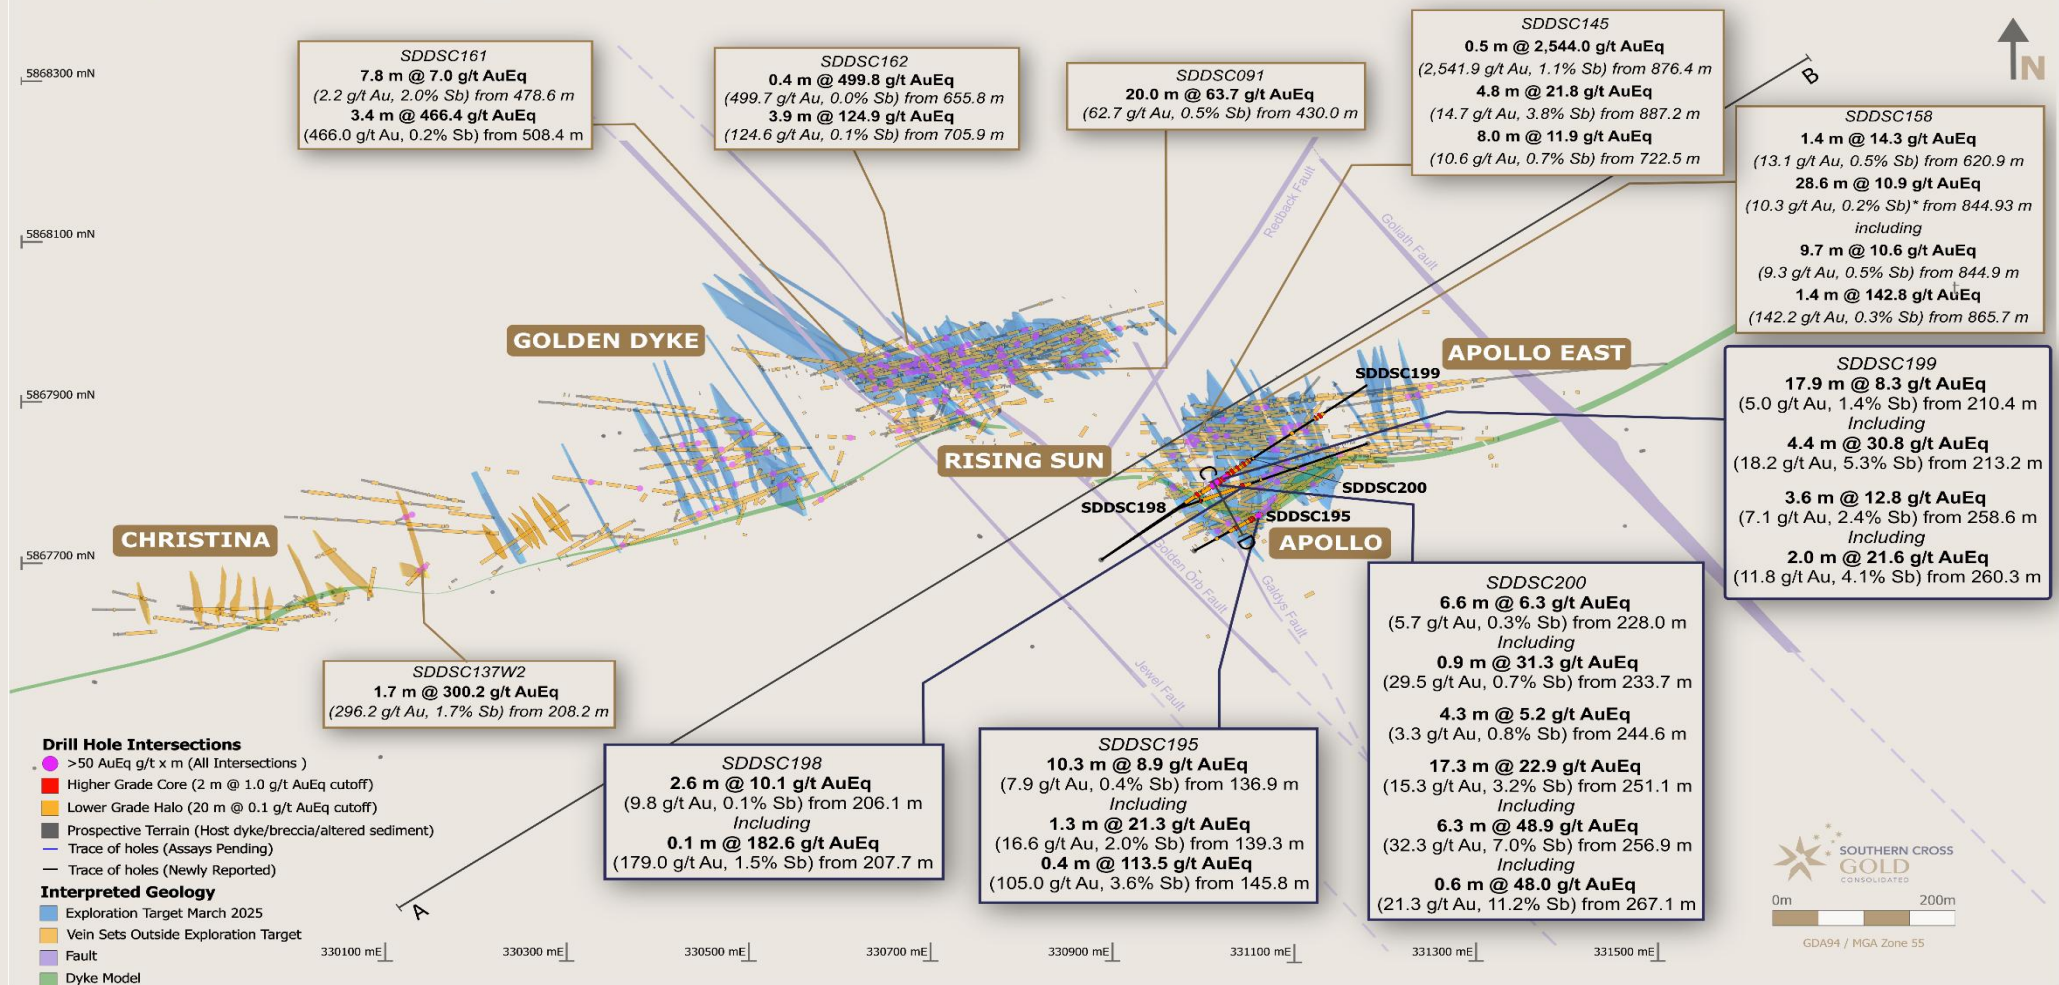 SDDSC161
7.8 m @ 7.0 g/t AuEq
(2.2 g/t Au, 2.0% Sb) from 478.6 m
3.4 m @ 466.4 g/t AuEq
(466.0 g/t Au, 0.2% Sb) from 508.4 m
SDDSC162
0.4 m @ 499.8 g/t AuEq
(499.7 g/t Au, 0.0% Sb) from 655.8 m
3.9 m @ 124.9 g/t AuEq
(124.6 g/t Au, 0.1% Sb) from 705.9 m
SDDSC091
20.0 m @ 63.7 g/t AuEq
(62.7 g/t Au, 0.5% Sb) from 430.0 m
SDDSC145
0.5 m @ 2,544.0 g/t AuEq
(2,541.9 g/t Au, 1.1% Sb) from 876.4 m
4.8 m @ 21.8 g/t AuEq
(14.7 g/t Au, 3.8% Sb) from 887.2 m
8.0 m @ 11.9 g/t AuEq
(10.6 g/t Au, 0.7% Sb) from 722.5 m
B
N
SDDSC158
1.4 m @ 14.3 g/t AuEq
(13.1 g/t Au, 0.5% Sb) from 620.9 m
28.6 m @ 10.9 g/t AuEq
(10.3 g/t Au, 0.2% Sb)* from 844.93 m
including
9.7 m @ 10.6 g/t AuEq
(9.3 g/t Au, 0.5% Sb) from 844.9 m
1.4 m @ 142.8 g/t AuEq
(142.2 g/t Au, 0.3% Sb) from 865.7 m
5868300 mN
5868100 mN
5867900 mN
5867700 mN
Redback Fault
Goliath Fault
GOLDEN DYKE
APOLLO EAST
RISING SUN
CHRISTINA
APOLLO
SDDSC199
SDDSC200
SDDSC198
SDDSC195
C
D
Golden Orb Fault
Galdys Fault
Jewel Fault
SDDSC199
17.9 m @ 8.3 g/t AuEq
(5.0 g/t Au, 1.4% Sb) from 210.4 m
Including
4.4 m @ 30.8 g/t AuEq
(18.2 g/t Au, 5.3% Sb) from 213.2 m
3.6 m @ 12.8 g/t AuEq
(7.1 g/t Au, 2.4% Sb) from 258.6 m
Including
2.0 m @ 21.6 g/t AuEq
(11.8 g/t Au, 4.1% Sb) from 260.3 m
SDDSC200
6.6 m @ 6.3 g/t AuEq
(5.7 g/t Au, 0.3% Sb) from 228.0 m
Including
0.9 m @ 31.3 g/t AuEq
(29.5 g/t Au, 0.7% Sb) from 233.7 m
4.3 m @ 5.2 g/t AuEq
(3.3 g/t Au, 0.8% Sb) from 244.6 m
17.3 m @ 22.9 g/t AuEq
(15.3 g/t Au, 3.2% Sb) from 251.1 m
Including
6.3 m @ 48.9 g/t AuEq
(32.3 g/t Au, 7.0% Sb) from 256.9 m
Including
0.6 m @ 48.0 g/t AuEq
(21.3 g/t Au, 11.2% Sb) from 267.1 m
SDDSC137W2
1.7 m @ 300.2 g/t AuEq
(296.2 g/t Au, 1.7% Sb) from 208.2 m
SDDSC198
2.6 m @ 10.1 g/t AuEq
(9.8 g/t Au, 0.1% Sb) from 206.1 m
Including
0.1 m @ 182.6 g/t AuEq
(179.0 g/t Au, 1.5% Sb) from 207.7 m
SDDSC195
10.3 m @ 8.9 g/t AuEq
(7.9 g/t Au, 0.4% Sb) from 136.9 m
Including
1.3 m @ 21.3 g/t AuEq
(16.6 g/t Au, 2.0% Sb) from 139.3 m
0.4 m @ 113.5 g/t AuEq
(105.0 g/t Au, 3.6% Sb) from 145.8 m
A
Drill Hole Intersections
>50 AuEq g/t x m (All Intersections )
Higher Grade Core (2 m @ 1.0 g/t AuEq cutoff)
Lower Grade Halo (20 m @ 0.1 g/t AuEq cutoff)
Prospective Terrain (Host dyke/breccia/altered sediment)
Trace of holes (Assays Pending)
Trace of holes (Newly Reported)
Interpreted Geology
Exploration Target March 2025
Vein Sets Outside Exploration Target
Fault
Dyke Model
330100 mE
330300 mE
330500 mE
330700 mE
330900 mE
331100 mE
331300 mE
331500 mE
SOUTHERN CROSS
GOLD
CONSOLIDATED
0m 200m
GDA94 / MGA Zone 55